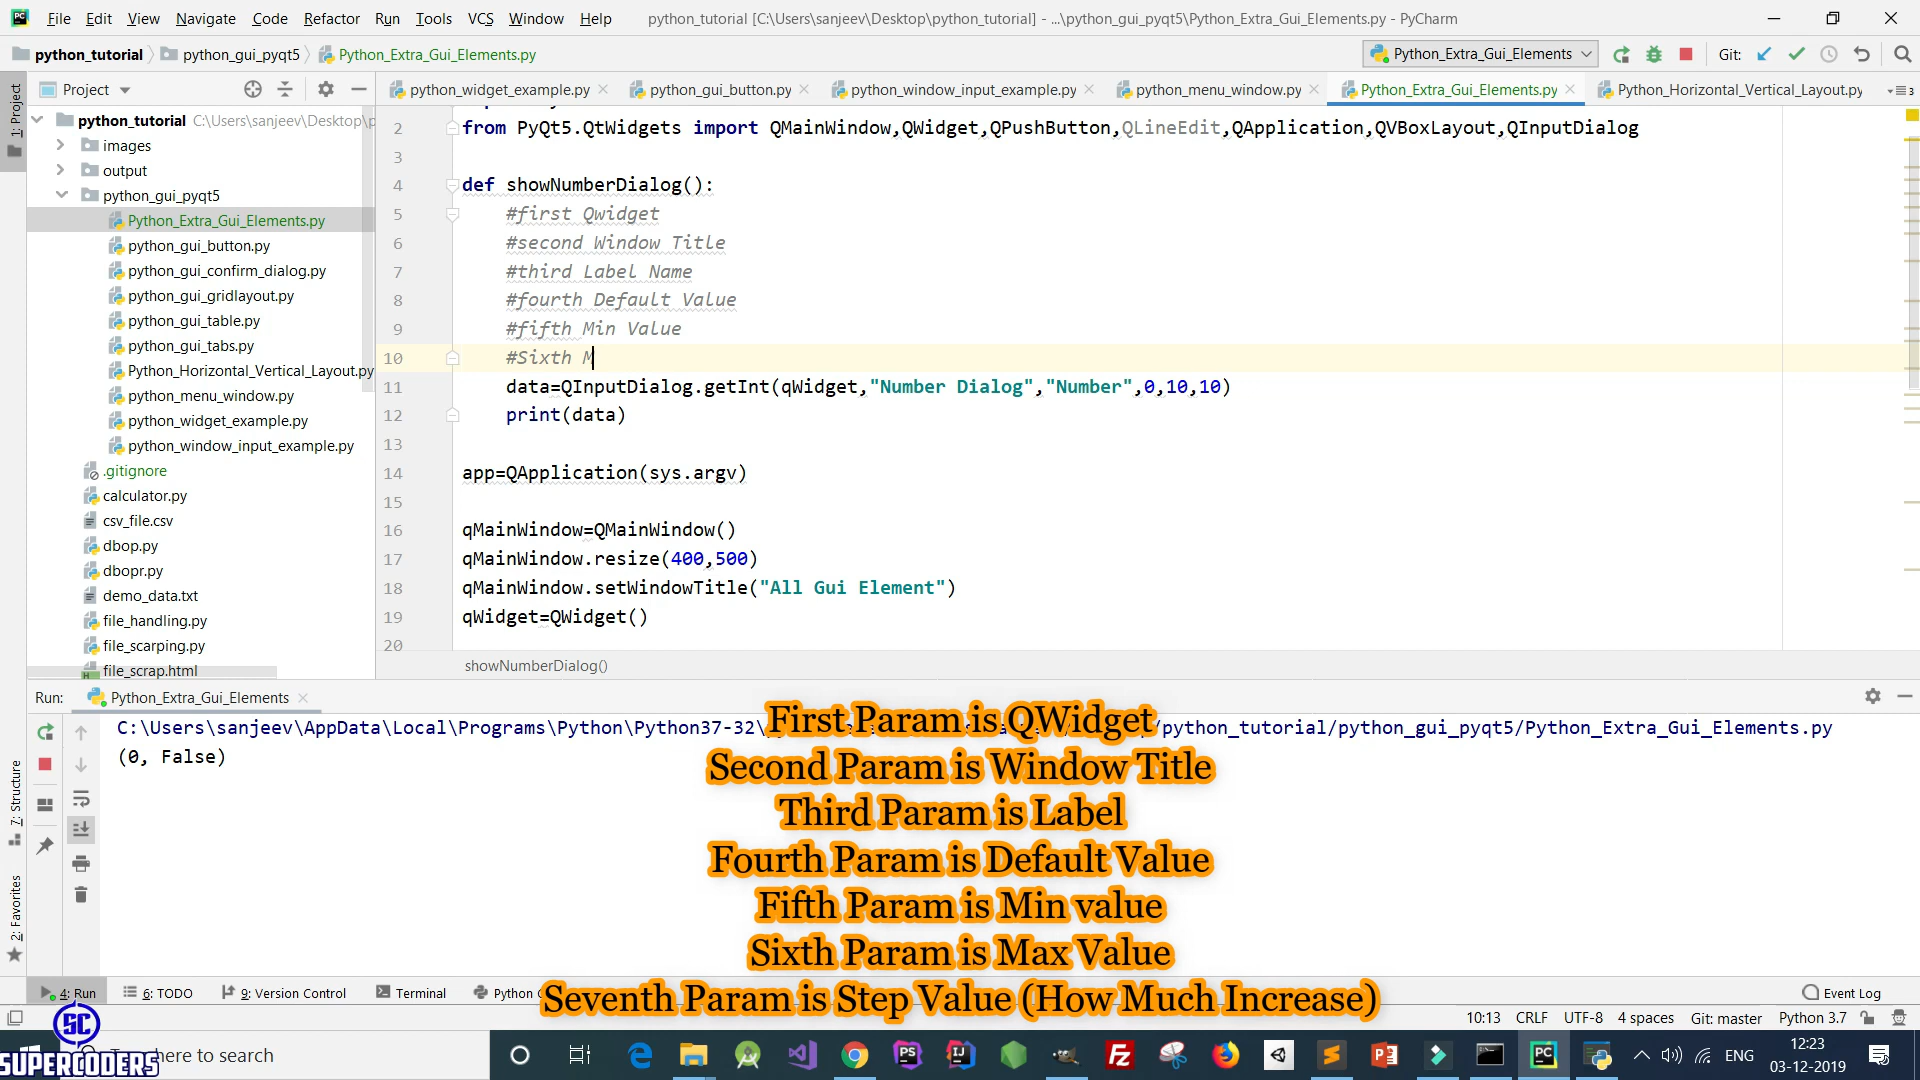 File Edit View Navigate Code Refactor Run Tools VCS Window Help python_tutorial [C:\Users\sanjeev\Desktop\python_tutorial] - ...\python_gui_pyqt5\Python_Extra_Gui_Elements.py - PyCharm
python_tutorial python_gui_pyqt5 Python_Extra_Gui_Elements.py Python_Extra_Gui_Elements Git:
Project python_widget_example.py python_gui_button.py python_window_input_example.py python_menu_window.py Python_Extra_Gui_Elements.py Python_Horizontal_Vertical_Layout.py
1: Project
python_tutorial C:\Users\sanjeev\Desktop\p
images
output
python_gui_pyqt5
Python_Extra_Gui_Elements.py
python_gui_button.py
python_gui_confirm_dialog.py
python_gui_gridlayout.py
python_gui_table.py
python_gui_tabs.py
Python_Horizontal_Vertical_Layout.py
python_menu_window.py
python_widget_example.py
python_window_input_example.py
.gitignore
calculator.py
csv_file.csv
dbop.py
dbopr.py
demo_data.txt
file_handling.py
file_scarping.py
file_scrap.html
2 from PyQt5.QtWidgets import QMainWindow,QWidget,QPushButton,QLineEdit,QApplication,QVBoxLayout,QInputDialog
3
4 def showNumberDialog():
5 #first Qwidget
6 #second Window Title
7 #third Label Name
8 #fourth Default Value
9 #fifth Min Value
10 #Sixth M
11 data=QInputDialog.getInt(qWidget,"Number Dialog","Number",0,10,10)
12 print(data)
13
14 app=QApplication(sys.argv)
15
16 qMainWindow=QMainWindow()
17 qMainWindow.resize(400,500)
18 qMainWindow.setWindowTitle("All Gui Element")
19 qWidget=QWidget()
20
showNumberDialog()
Run: Python_Extra_Gui_Elements
C:\Users\sanjeev\AppData\Local\Programs\Python\Python37-32\ /python_tutorial/python_gui_pyqt5/Python_Extra_Gui_Elements.py
(0, False)
7: Structure
2: Favorites
First Param is QWidget
Second Param is Window Title
Third Param is Label
Fourth Param is Default Value
Fifth Param is Min value
Sixth Param is Max Value
Seventh Param is Step Value (How Much Increase)
4: Run 6: TODO 9: Version Control Terminal Python Event Log
10:13 CRLF UTF-8 4 spaces Git: master Python 3.7
SC
SUPERCODERS
here to search
ENG
12:23
03-12-2019